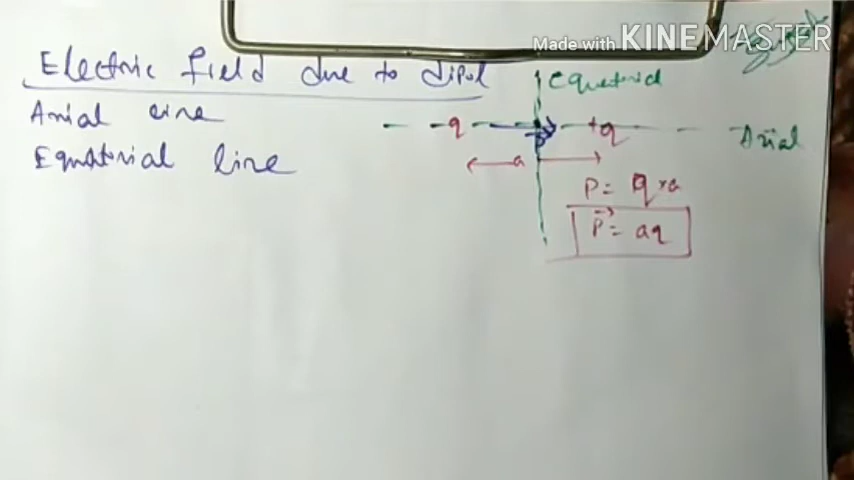 Made with KINEMASTER
Electric field due to dipol
Equatorial
Axial line
-q +q
Axial
Equatorial line
a
P = q × a
P = aq